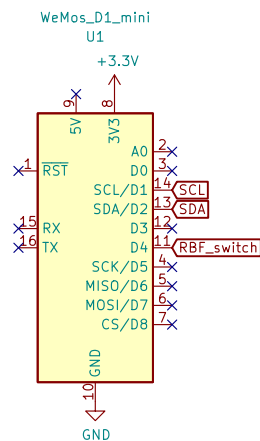 WeMos_D1_mini
U1
+3.3V
9 8
5V 3V3
A0 2
1 RST D0 3
SCL/D1 14 SCL
SDA/D2 13 SDA
15 RX D3 12
16 TX D4 11 RBF_switch
SCK/D5 4
MISO/D6 5
MOSI/D7 6
CS/D8 7
GND
10
GND